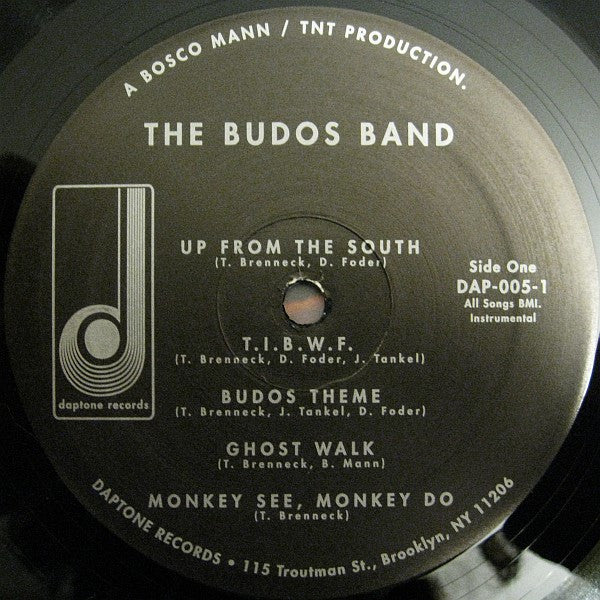 A BOSCO MANN / TNT PRODUCTION.
THE BUDOS BAND
UP FROM THE SOUTH
(T. Brenneck, D. Foder)
Side One
DAP-005-1
All Songs BMI.
Instrumental
T.I.B.W.F.
(T. Brenneck, D. Foder, J. Tankel)
BUDOS THEME
(T. Brenneck, J. Tankel, D. Foder)
GHOST WALK
(T. Brenneck, B. Mann)
MONKEY SEE, MONKEY DO
(T. Brenneck)
d
daptone records
DAPTONE RECORDS • 115 Troutman St., Brooklyn, NY 11206